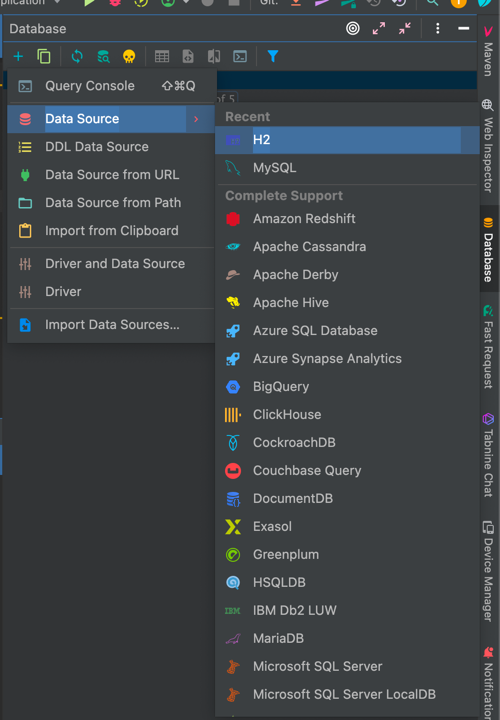 plication
Git:
Database
Query Console ⇧⌘Q
of 5
Data Source
DDL Data Source
Data Source from URL
Data Source from Path
Import from Clipboard
Driver and Data Source
Driver
Import Data Sources...
Recent
H2
MySQL
Complete Support
Amazon Redshift
Apache Cassandra
Apache Derby
Apache Hive
Azure SQL Database
Azure Synapse Analytics
BigQuery
ClickHouse
CockroachDB
Couchbase Query
DocumentDB
Exasol
Greenplum
HSQLDB
IBM IBM Db2 LUW
MariaDB
Microsoft SQL Server
Microsoft SQL Server LocalDB
Maven
Web Inspector
Database
Fast Request
Tabnine Chat
Device Manager
Notificatio